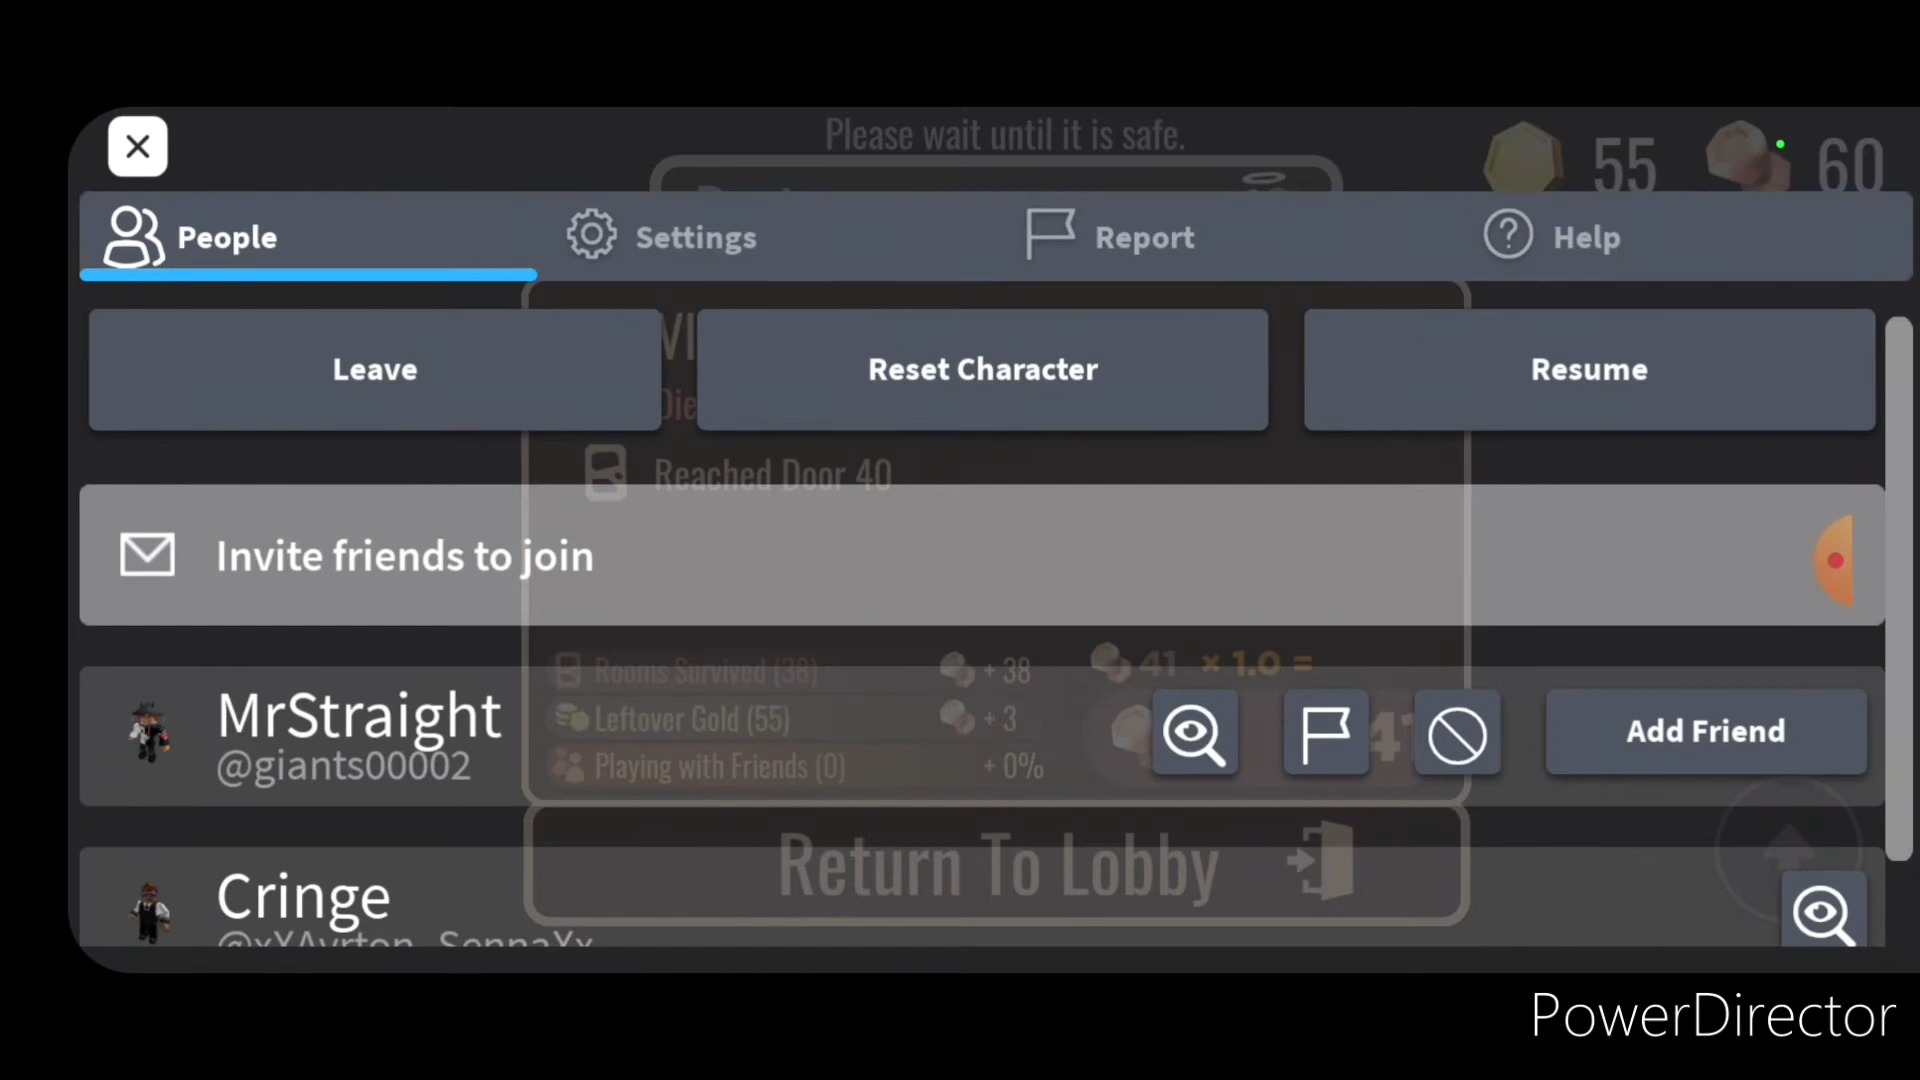 Please wait until it is safe.
55 60
People Settings Report Help
Leave Reset Character Resume
Reached Door 40
Invite friends to join
Rooms Survived (38) + 38 41 × 1.0 =
MrStraight
@giants00002
Leftover Gold (55) + 3
Playing with Friends (0) + 0%
Add Friend
Return To Lobby
Cringe
@xXAyrton_SennaXx
PowerDirector